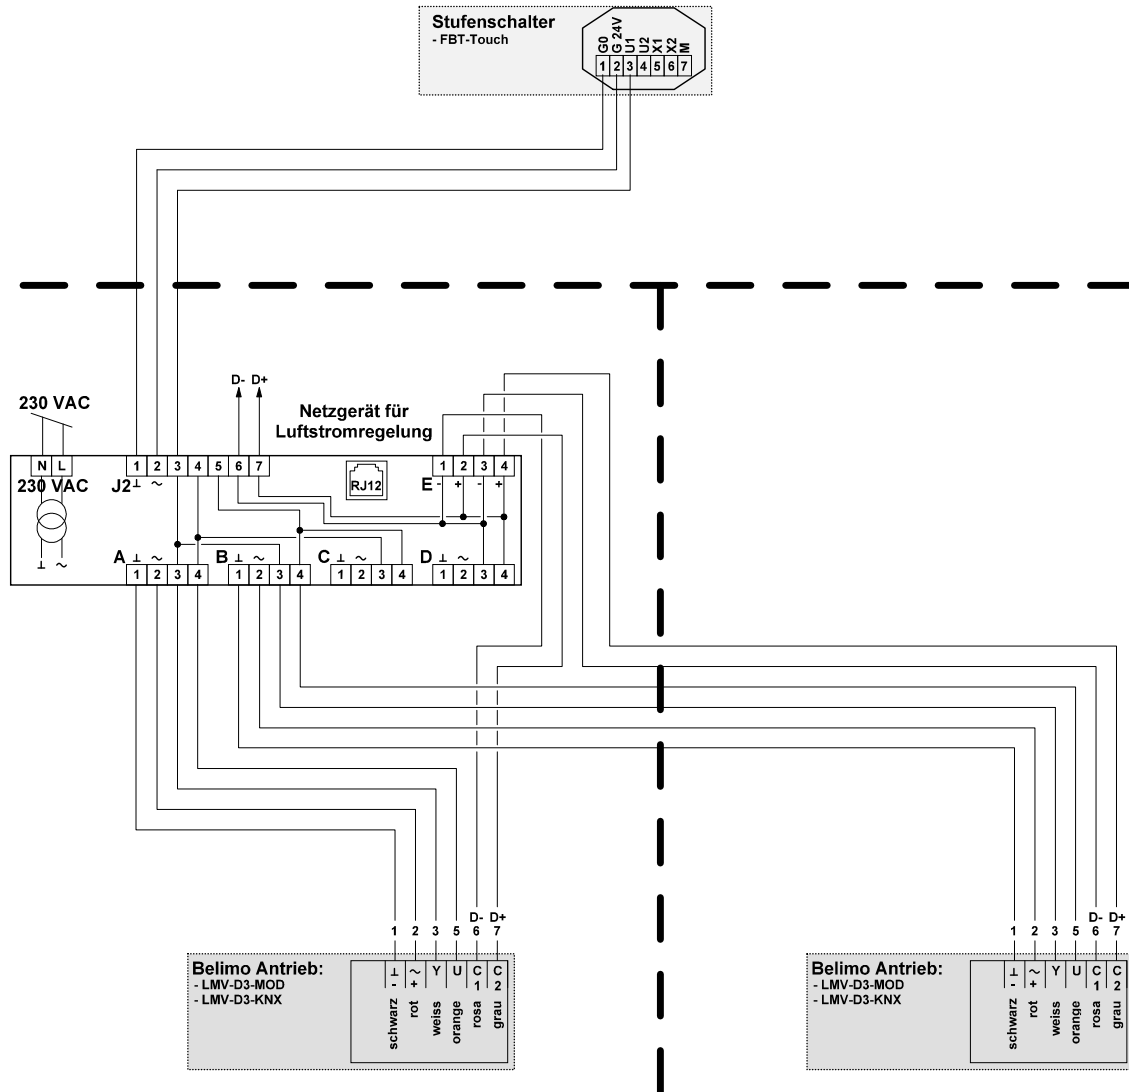 Stufenschalter
- FBT-Touch
G0 G 24V U1 U2 X1 X2 M
1 2 3 4 5 6 7
D- D+
230 VAC
Netzgerät für
Luftstromregelung
N L 1 2 3 4 5 6 7 1 2 3 4
230 VAC J2 ⊥ ~ RJ12 E - + - +
⊥ ~ A ⊥ ~ B ⊥ ~ C ⊥ ~ D ⊥ ~
1 2 3 4 1 2 3 4 1 2 3 4 1 2 3 4
D- D+
1 2 3 5 6 7
Belimo Antrieb:
- LMV-D3-MOD
- LMV-D3-KNX
⊥ ~ Y U C C
- + 1 2
schwarz rot weiss orange rosa grau
D- D+
1 2 3 5 6 7
Belimo Antrieb:
- LMV-D3-MOD
- LMV-D3-KNX
⊥ ~ Y U C C
- + 1 2
schwarz rot weiss orange rosa grau